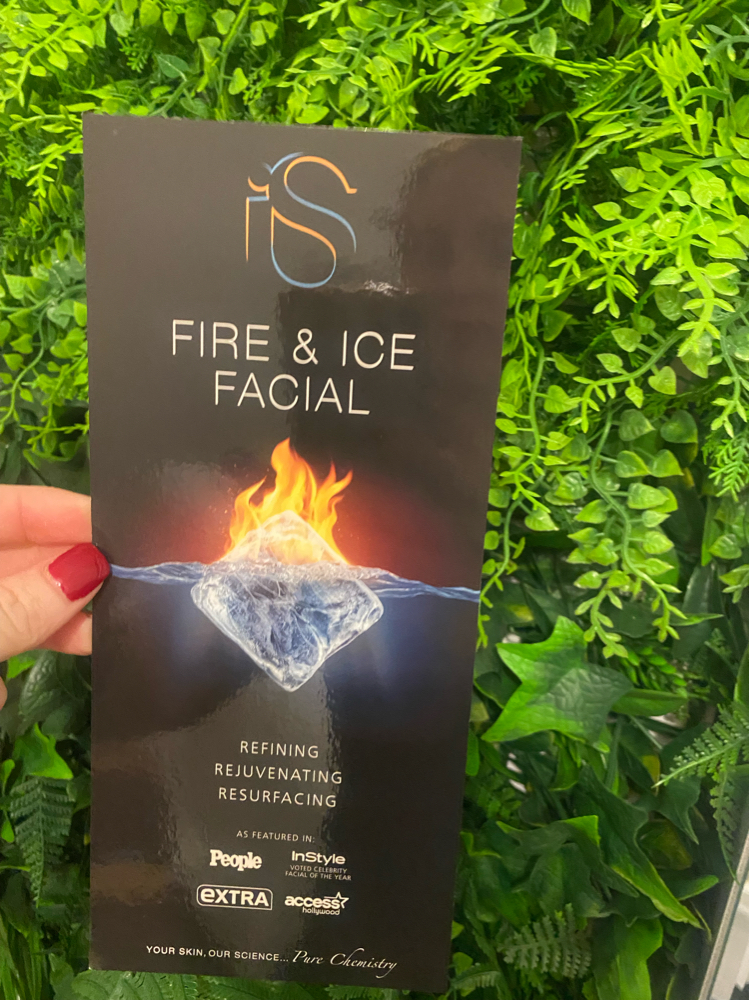 iS
FIRE & ICE
FACIAL
REFINING
REJUVENATING
RESURFACING
AS FEATURED IN:
People
InStyle
VOTED CELEBRITY
FACIAL OF THE YEAR
eXTRA
access
hollywood
YOUR SKIN, OUR SCIENCE... Pure Chemistry